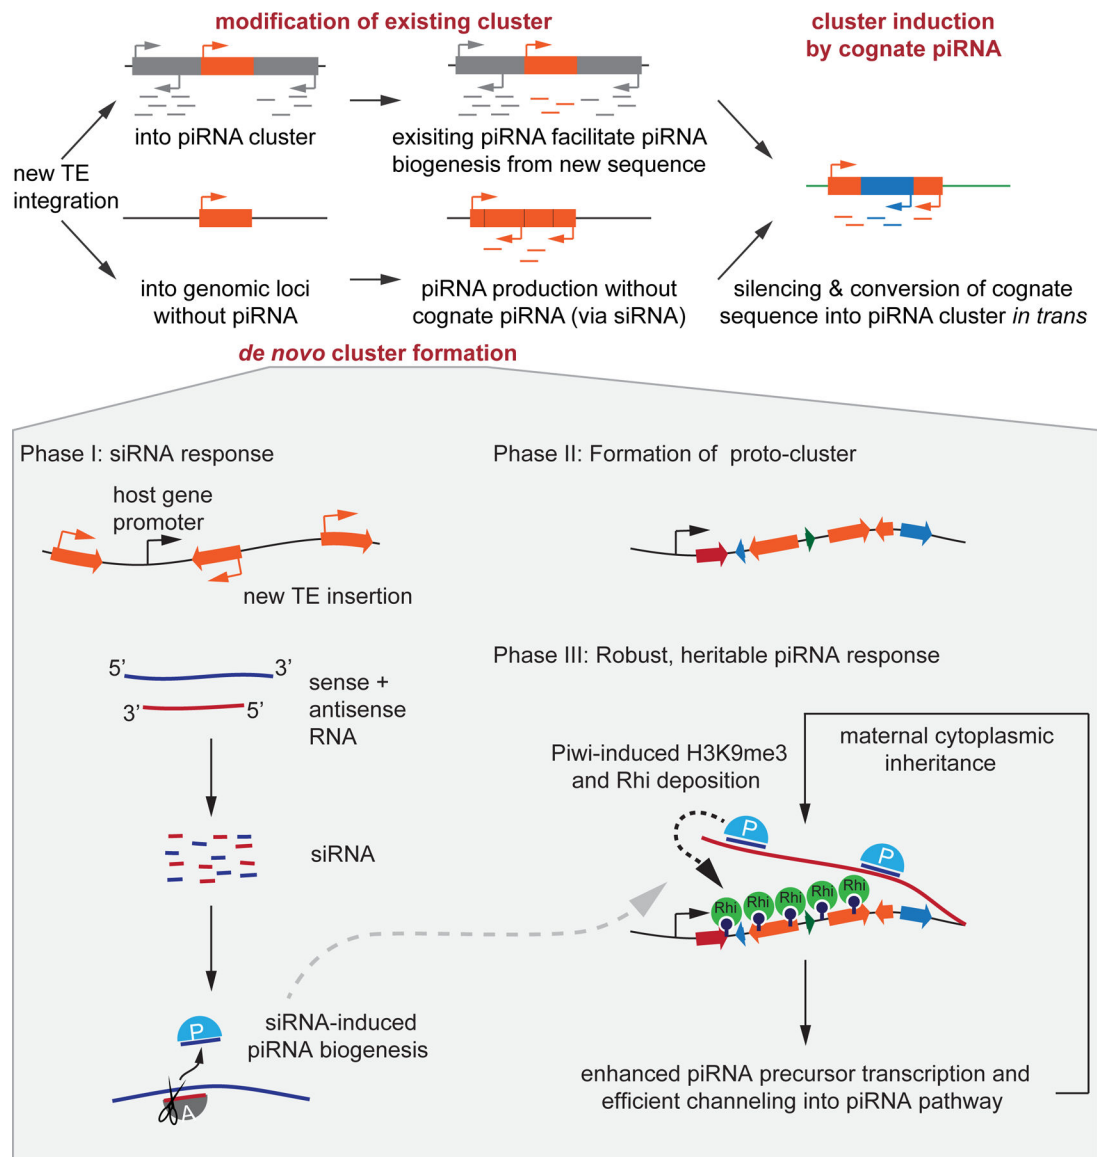 modification of existing cluster
cluster induction
by cognate piRNA
new TE
integration
into piRNA cluster
exisiting piRNA facilitate piRNA
biogenesis from new sequence
into genomic loci
without piRNA
piRNA production without
cognate piRNA (via siRNA)
silencing & conversion of cognate
sequence into piRNA cluster in trans
de novo cluster formation
Phase I: siRNA response
host gene
promoter
new TE insertion
5’
3’
3’
5’
sense +
antisense
RNA
siRNA
siRNA-induced
piRNA biogenesis
P
A
Phase II: Formation of proto-cluster
Phase III: Robust, heritable piRNA response
maternal cytoplasmic
inheritance
Piwi-induced H3K9me3
and Rhi deposition
P
P
Rhi
Rhi
Rhi
Rhi
Rhi
enhanced piRNA precursor transcription and
efficient channeling into piRNA pathway